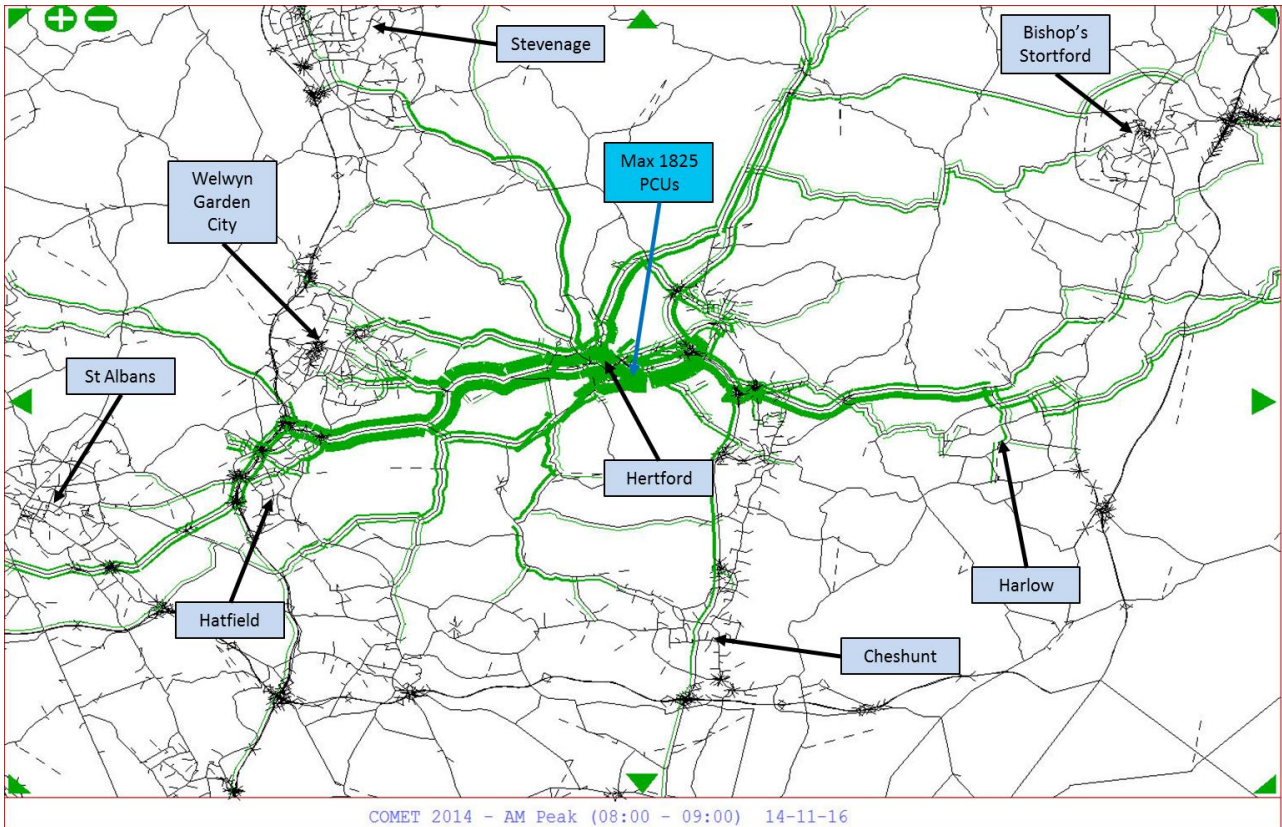 Stevenage
Bishop's
Stortford
Max 1825
PCUs
Welwyn
Garden
City
St Albans
Hertford
Harlow
Hatfield
Cheshunt
COMET 2014 - AM Peak (08:00 - 09:00) 14-11-16